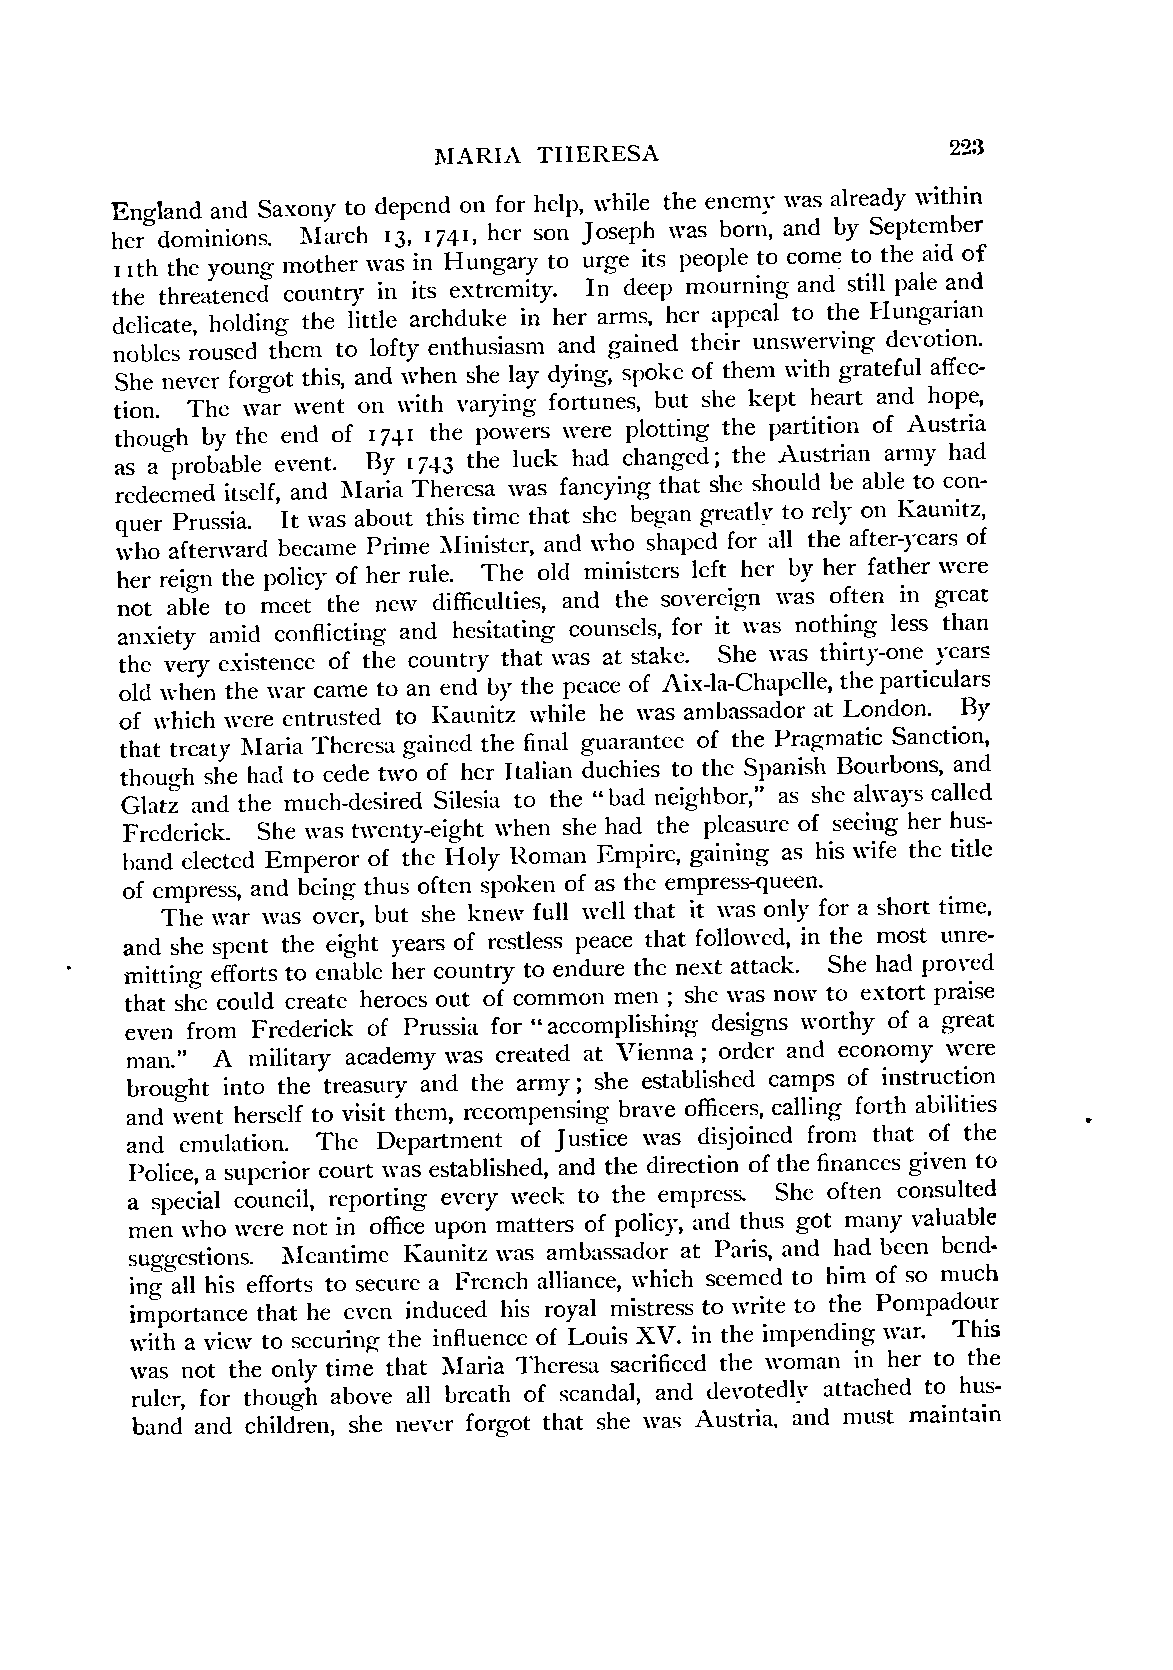 MARIA THERESA 223
England and Saxony to depend on for help, while the enemy was already within
her dominions. March 13, 1741, her son Joseph was born, and by September
11th the young mother was in Hungary to urge its people to come to the aid of
the threatened country in its extremity. In deep mourning and still pale and
delicate, holding the little archduke in her arms, her appeal to the Hungarian
nobles roused them to lofty enthusiasm and gained their unswerving devotion.
She never forgot this, and when she lay dying, spoke of them with grateful affec-
tion. The war went on with varying fortunes, but she kept heart and hope,
though by the end of 1741 the powers were plotting the partition of Austria
as a probable event. By 1743 the luck had changed; the Austrian army had
redeemed itself, and Maria Theresa was fancying that she should be able to con-
quer Prussia. It was about this time that she began greatly to rely on Kaunitz,
who afterward became Prime Minister, and who shaped for all the after-years of
her reign the policy of her rule. The old ministers left her by her father were
not able to meet the new difficulties, and the sovereign was often in great
anxiety amid conflicting and hesitating counsels, for it was nothing less than
the very existence of the country that was at stake. She was thirty-one years
old when the war came to an end by the peace of Aix-la-Chapelle, the particulars
of which were entrusted to Kaunitz while he was ambassador at London. By
that treaty Maria Theresa gained the final guarantee of the Pragmatic Sanction,
though she had to cede two of her Italian duchies to the Spanish Bourbons, and
Glatz and the much-desired Silesia to the "bad neighbor," as she always called
Frederick. She was twenty-eight when she had the pleasure of seeing her hus-
band elected Emperor of the Holy Roman Empire, gaining as his wife the title
of empress, and being thus often spoken of as the empress-queen.
The war was over, but she knew full well that it was only for a short time,
and she spent the eight years of restless peace that followed, in the most unre-
mitting efforts to enable her country to endure the next attack. She had proved
that she could create heroes out of common men ; she was now to extort praise
even from Frederick of Prussia for "accomplishing designs worthy of a great
man." A military academy was created at Vienna ; order and economy were
brought into the treasury and the army ; she established camps of instruction
and went herself to visit them, recompensing brave officers, calling forth abilities
and emulation. The Department of Justice was disjoined from that of the
Police, a superior court was established, and the direction of the finances given to
a special council, reporting every week to the empress. She often consulted
men who were not in office upon matters of policy, and thus got many valuable
suggestions. Meantime Kaunitz was ambassador at Paris, and had been bend-
ing all his efforts to secure a French alliance, which seemed to him of so much
importance that he even induced his royal mistress to write to the Pompadour
with a view to securing the influence of Louis XV. in the impending war. This
was not the only time that Maria Theresa sacrificed the woman in her to the
ruler, for though above all breath of scandal, and devotedly attached to hus-
band and children, she never forgot that she was Austria, and must maintain